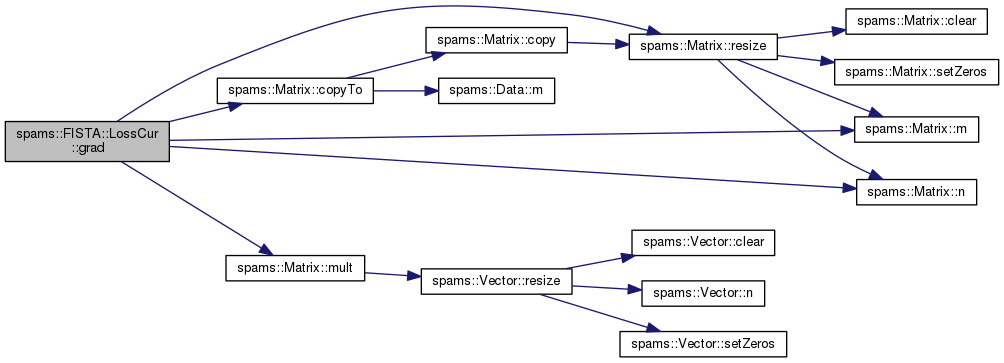 spams::FISTA::LossCur
::grad
spams::Matrix::copyTo
spams::Matrix::copy
spams::Data::m
spams::Matrix::resize
spams::Matrix::clear
spams::Matrix::setZeros
spams::Matrix::m
spams::Matrix::n
spams::Matrix::mult
spams::Vector::resize
spams::Vector::clear
spams::Vector::n
spams::Vector::setZeros